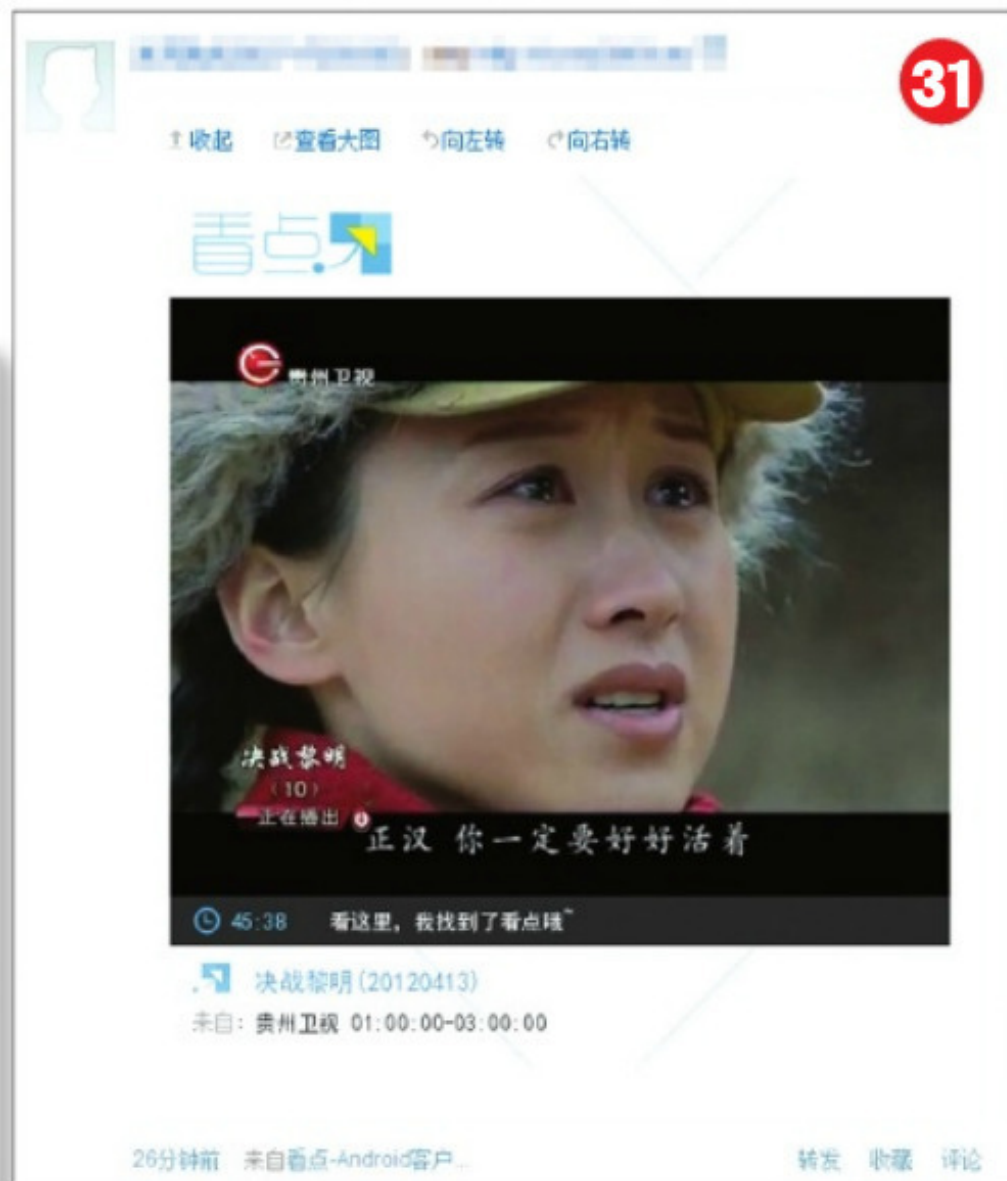 31
收起 查看大图 向左转 向右转
看点
贵州卫视
决战黎明
(10)
正在播出
正汉 你一定要好好活着
45:38 看这里，我找到了看点哦~
决战黎明(20120413)
来自：贵州卫视 01:00:00-03:00:00
26分钟前 来自看点-Android客户...
转发 收藏 评论